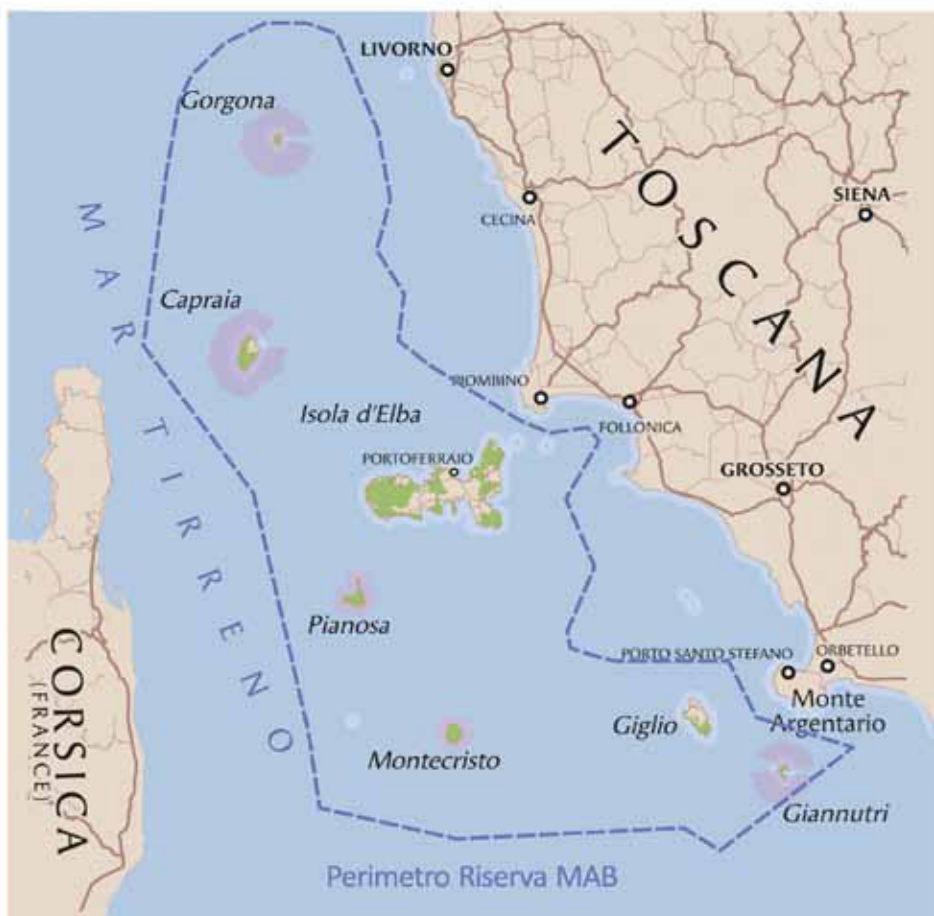 LIVORNO
Gorgona
TOSCANA
SIENA
CECINA
MAR TIRRENO
Capraia
PIOMBINO
Isola d'Elba
FOLLONICA
PORTOFERRAIO
GROSSETO
Pianosa
CORSICA
(FRANCE)
PORTO SANTO STEFANO
ORBETELLO
Monte
Argentario
Giglio
Montecristo
Giannutri
Perimetro Riserva MAB